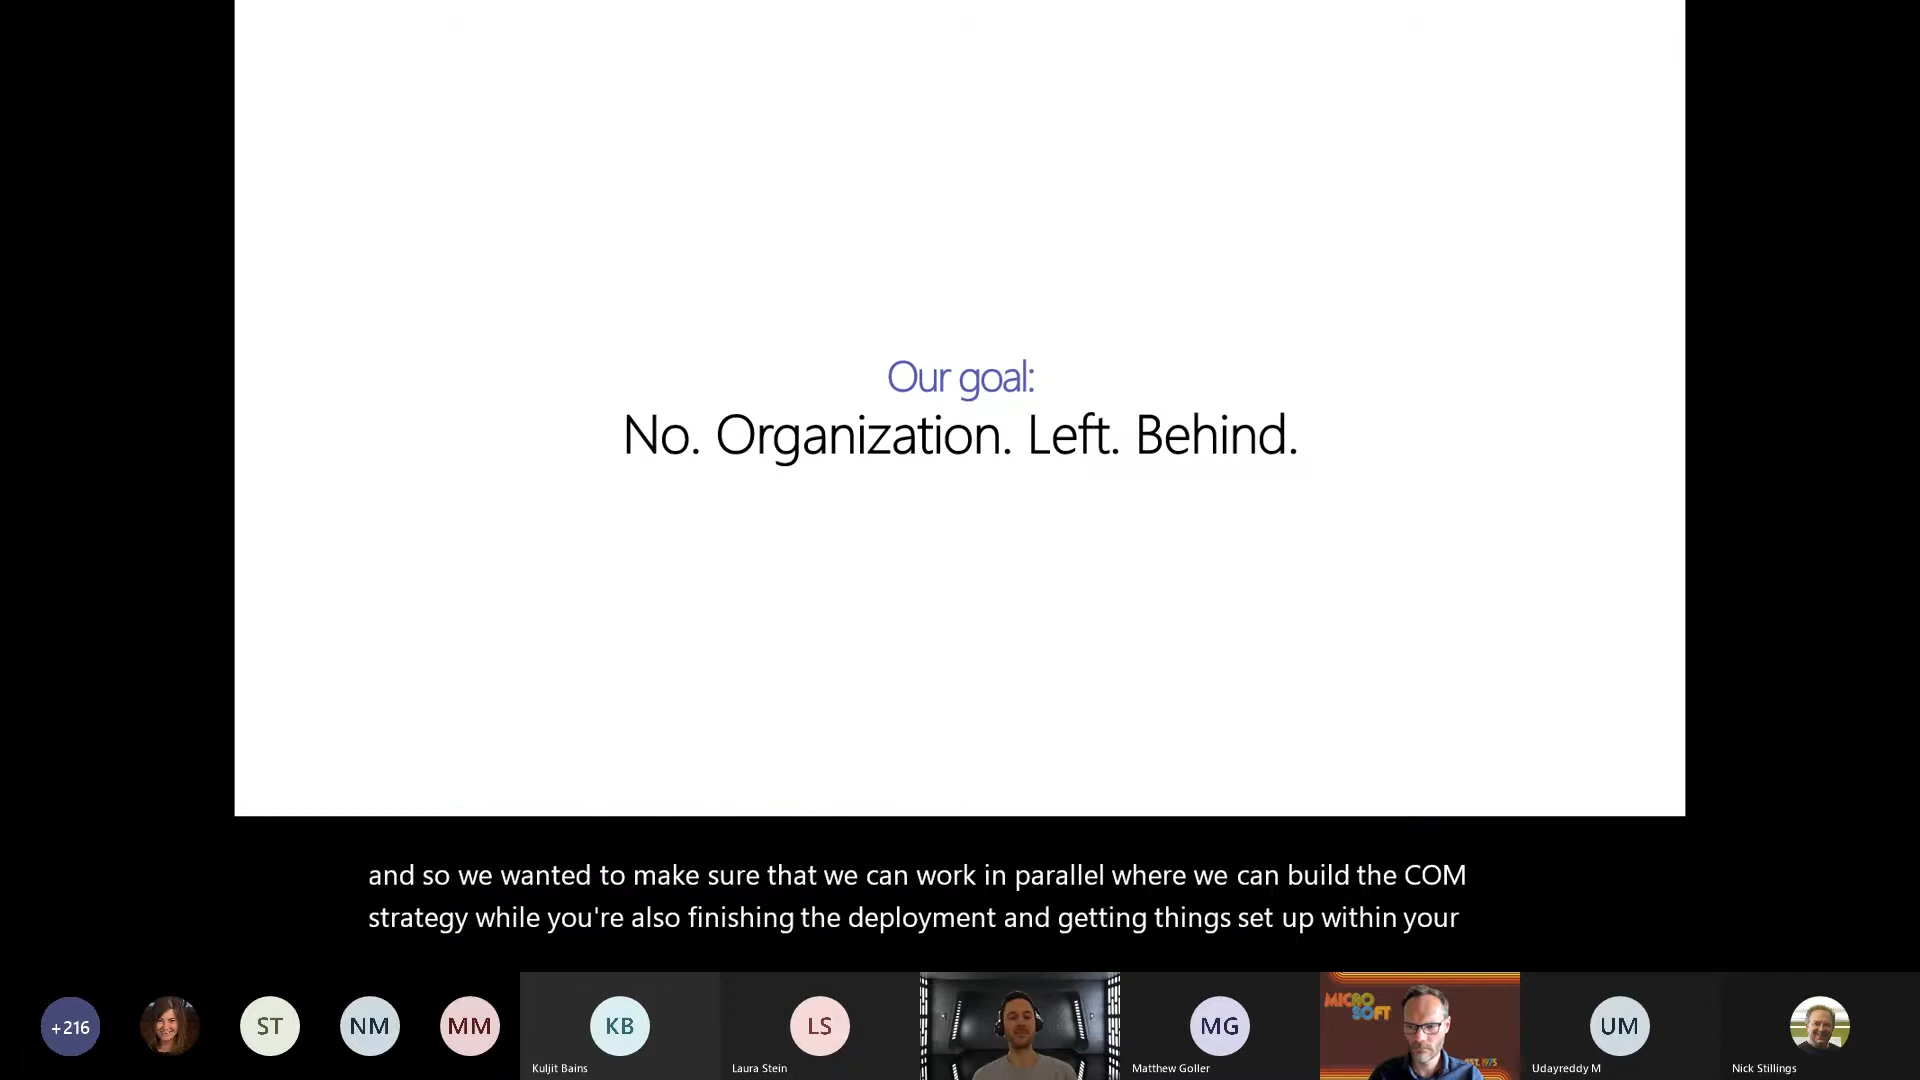 Our goal:
No. Organization. Left. Behind.
and so we wanted to make sure that we can work in parallel where we can build the COM
strategy while you're also finishing the deployment and getting things set up within your
+216
ST
NM
MM
KB
Kuljit Bains
LS
Laura Stein
MG
Matthew Goller
MICRO
SOFT
EST. 1975
UM
Udayreddy M
Nick Stillings